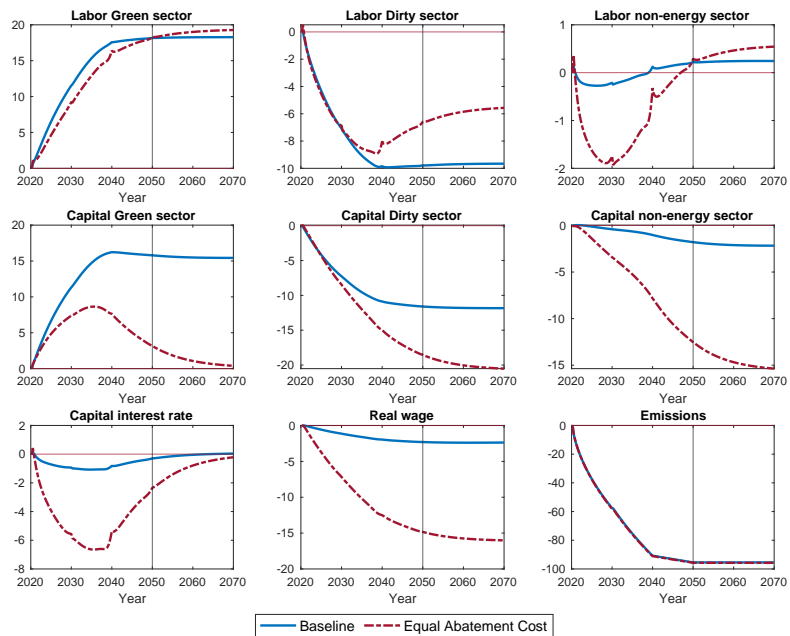 Labor Green sector
20
15
10
5
0
2020 2030 2040 2050 2060 2070
Year
Labor Dirty sector
0
-2
-4
-6
-8
-10
2020 2030 2040 2050 2060 2070
Year
Labor non-energy sector
1
0
-1
-2
2020 2030 2040 2050 2060 2070
Year
Capital Green sector
20
15
10
5
0
2020 2030 2040 2050 2060 2070
Year
Capital Dirty sector
0
-5
-10
-15
-20
2020 2030 2040 2050 2060 2070
Year
Capital non-energy sector
0
-5
-10
-15
2020 2030 2040 2050 2060 2070
Year
Capital interest rate
2
0
-2
-4
-6
-8
2020 2030 2040 2050 2060 2070
Year
Real wage
0
-5
-10
-15
-20
2020 2030 2040 2050 2060 2070
Year
Emissions
0
-20
-40
-60
-80
-100
2020 2030 2040 2050 2060 2070
Year
Baseline Equal Abatement Cost